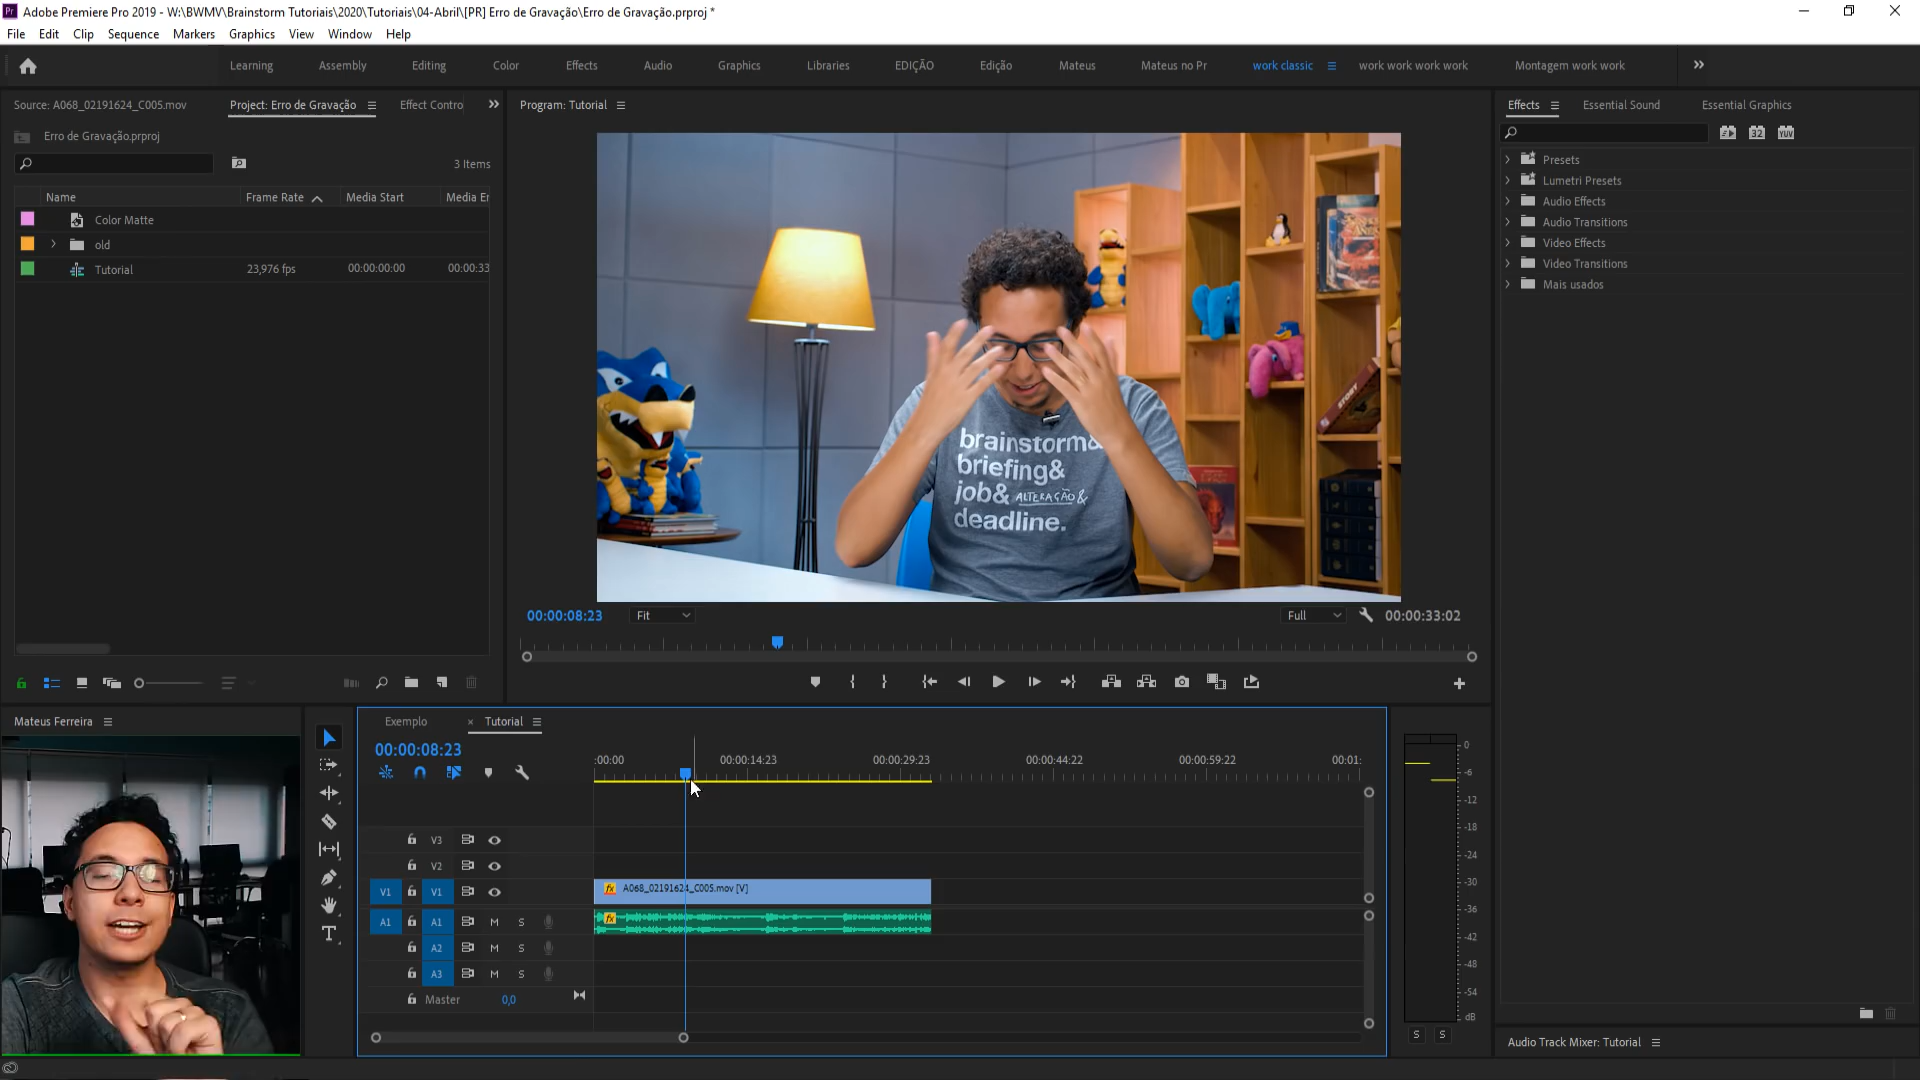 Adobe Premiere Pro 2019 - W:\BWMV\Brainstorm Tutoriais\2020\Tutoriais\04-Abril\[PR] Erro de Gravação\Erro de Gravação.prproj *
File Edit Clip Sequence Markers Graphics View Window Help
Learning Assembly Editing Color Effects Audio Graphics Libraries EDIÇÃO Edição Mateus Mateus no Pr work classic work work work work Montagem work work
Source: A068_02191624_C005.mov Project: Erro de Gravação Effect Contro
Program: Tutorial
Effects Essential Sound Essential Graphics
Erro de Gravação.prproj
3 Items
Name Frame Rate Media Start Media Er
Color Matte
old
Tutorial 23,976 fps 00:00:00:00 00:00:33
brainstorm&
briefing&
job& ALTERAÇÃO&
deadline.
STORY
32
YUV
Presets
Lumetri Presets
Audio Effects
Audio Transitions
Video Effects
Video Transitions
Mais usados
00:00:08:23 Fit Full 00:00:33:02
Mateus Ferreira
Exemplo × Tutorial
00:00:08:23
:00:00 00:00:14:23 00:00:29:23 00:00:44:22 00:00:59:22 00:01:
V3
V2
V1 V1 fx A068_02191624_C005.mov [V]
A1 A1 M S fx
A2 M S
A3 M S
Master 0,0
0
-6
-12
-18
-24
-30
-36
-42
-48
-54
dB
S S
Audio Track Mixer: Tutorial